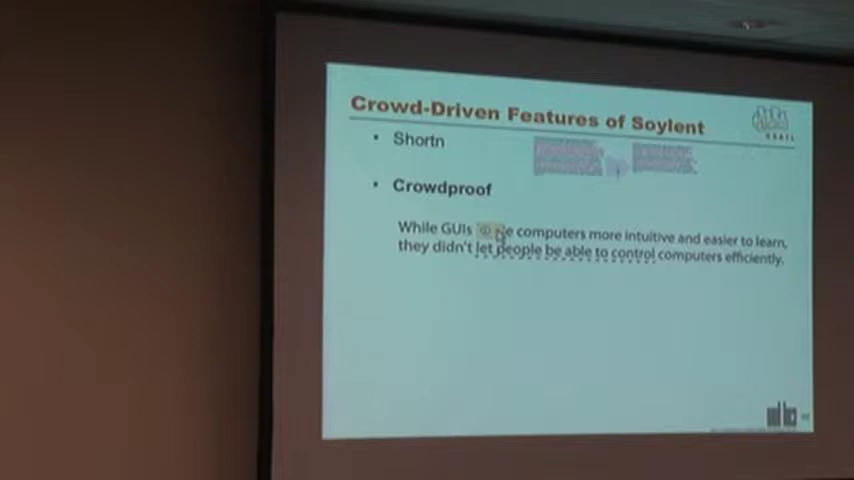 Crowd-Driven Features of Soylent
CSAIL
• Shortn
• Crowdproof
While GUIs computers more intuitive and easier to learn,
they didn't let people be able to control computers efficiently.